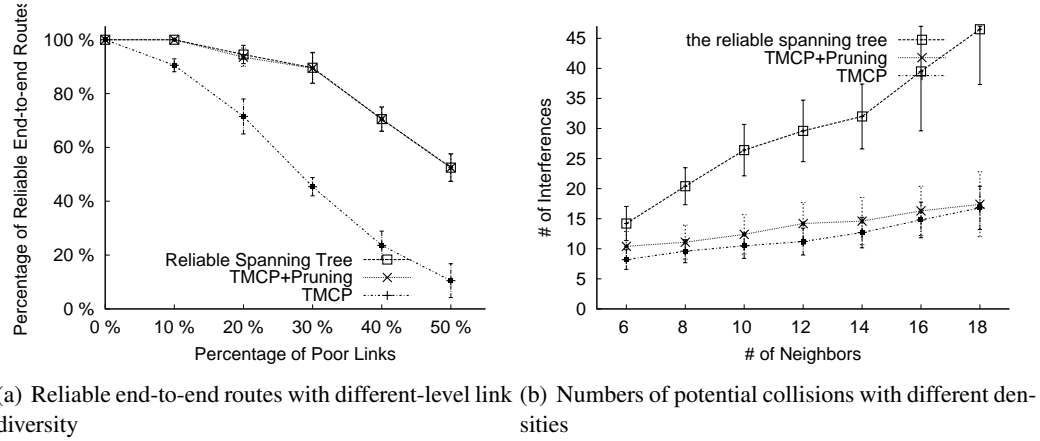 Percentage of Reliable End-to-end Routes
100 %
80 %
60 %
40 %
20 %
0 %
Reliable Spanning Tree
TMCP+Pruning
TMCP
0 % 10 % 20 % 30 % 40 % 50 %
Percentage of Poor Links
# of Interferences
45
40
35
30
25
20
15
10
5
0
the reliable spanning tree
TMCP+Pruning
TMCP
6 8 10 12 14 16 18
# of Neighbors
(a) Reliable end-to-end routes with different-level link
diversity
(b) Numbers of potential collisions with different den-
sities